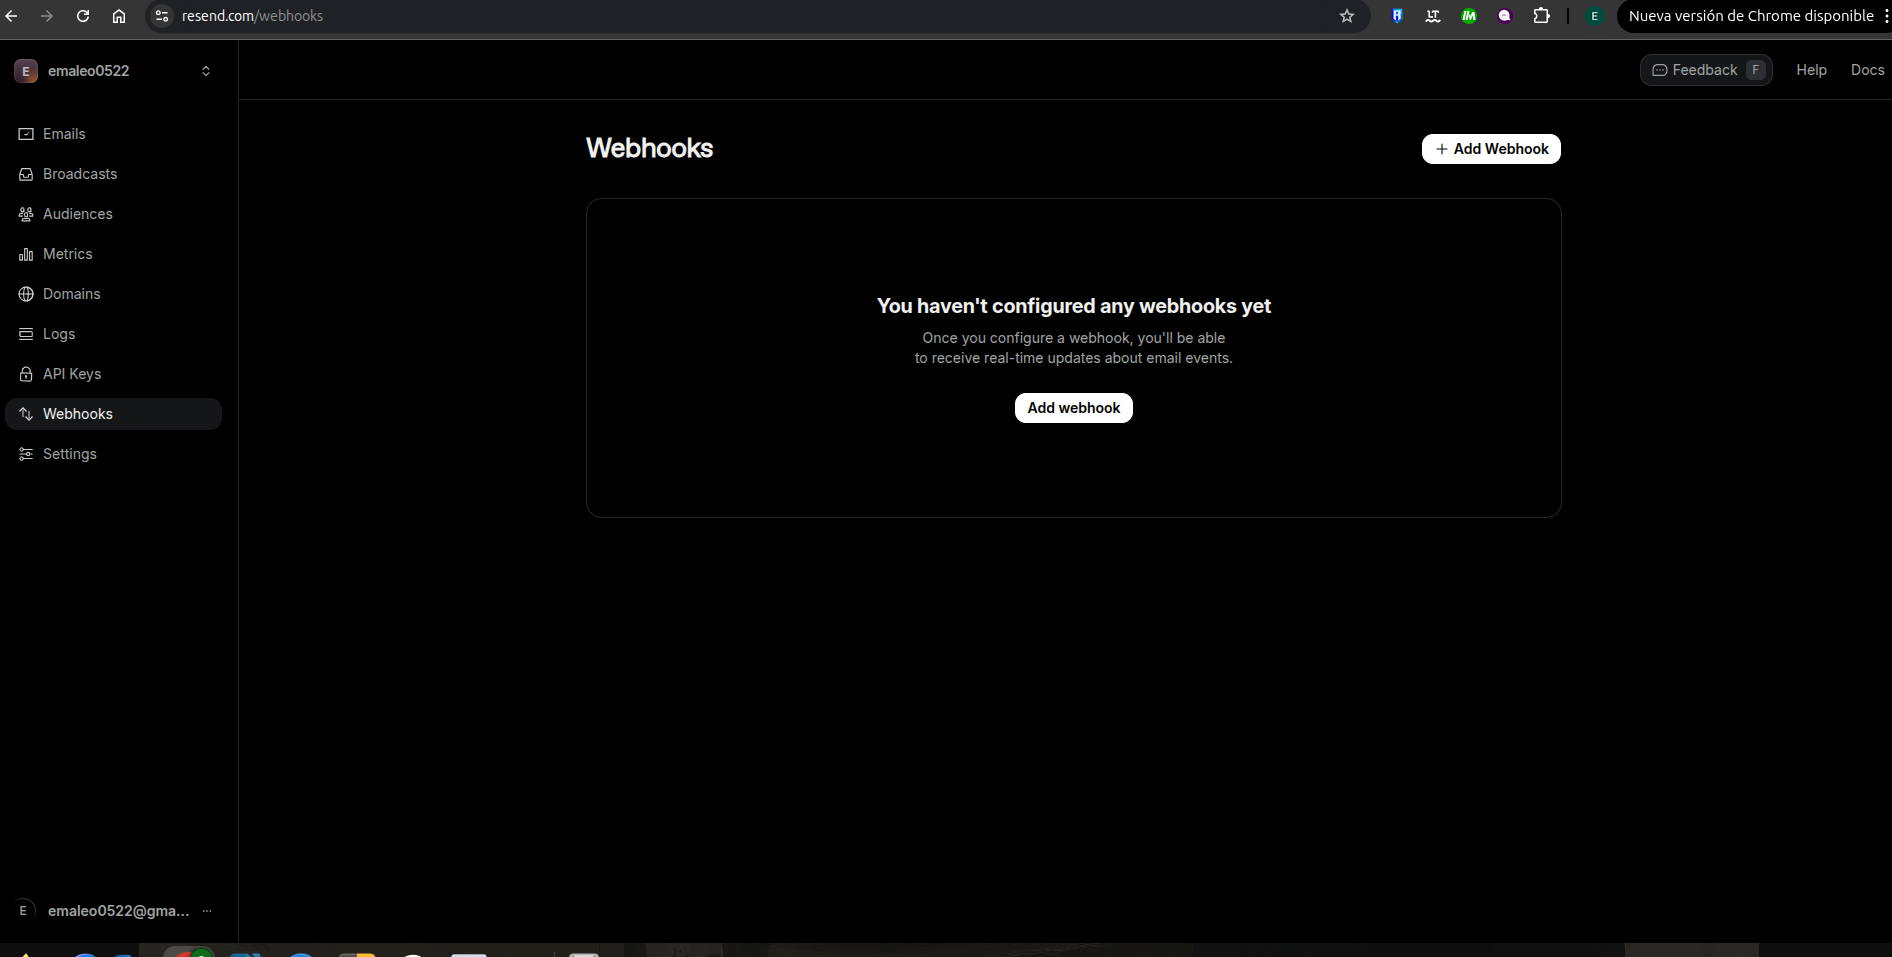 resend.com/webhooks
E
Nueva versión de Chrome disponible
E emaleo0522
Feedback F
Help
Docs
Emails
Broadcasts
Audiences
Metrics
Domains
Logs
API Keys
Webhooks
Settings
Webhooks
+ Add Webhook
You haven't configured any webhooks yet
Once you configure a webhook, you'll be able
to receive real-time updates about email events.
Add webhook
E emaleo0522@gma... ...